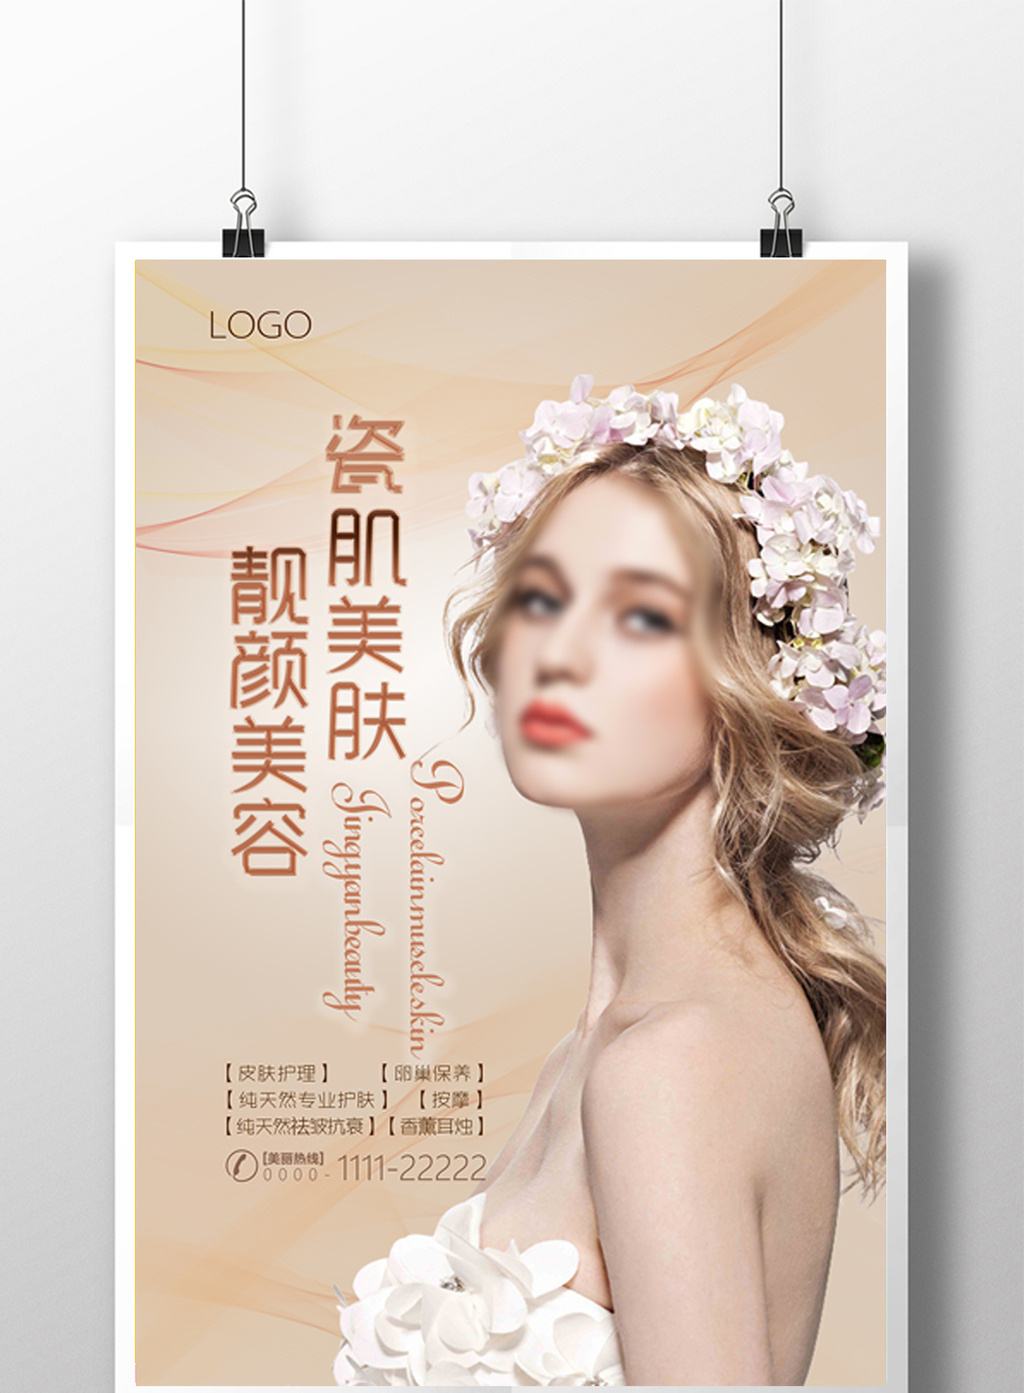 LOGO
瓷肌美肤
靓颜美容
Porcelainmuscleskin
Jingyanbeauty
【皮肤护理】 【卵巢保养】
【纯天然专业护肤】 【按摩】
【纯天然祛皱抗衰】【香薰耳烛】
[美丽热线]
0000-1111-22222